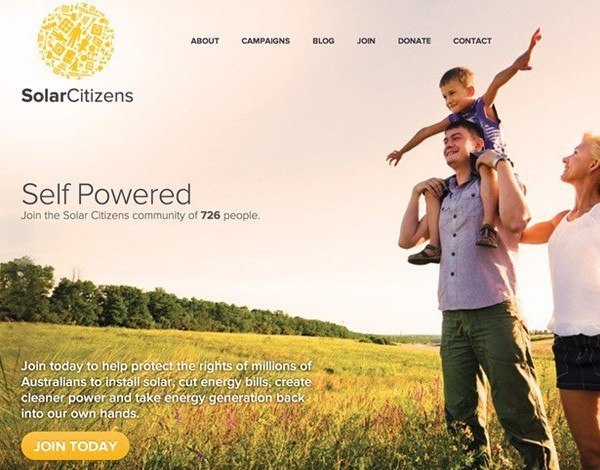 ABOUT CAMPAIGNS BLOG JOIN DONATE CONTACT
SolarCitizens
Self Powered
Join the Solar Citizens community of 726 people.
Join today to help protect the rights of millions of
Australians to install solar, cut energy bills, create
cleaner power and take energy generation back
into our own hands.
JOIN TODAY